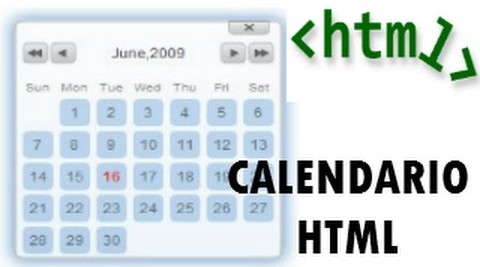 <html>
June,2009
Sun Mon Tue Wed Thu Fri Sat
1 2 3 4 5 6
7 8 9 10 11 12 13
14 15 16 17 18 19
CALENDARIO
21 22 23 24 25 26 27
HTML
28 29 30